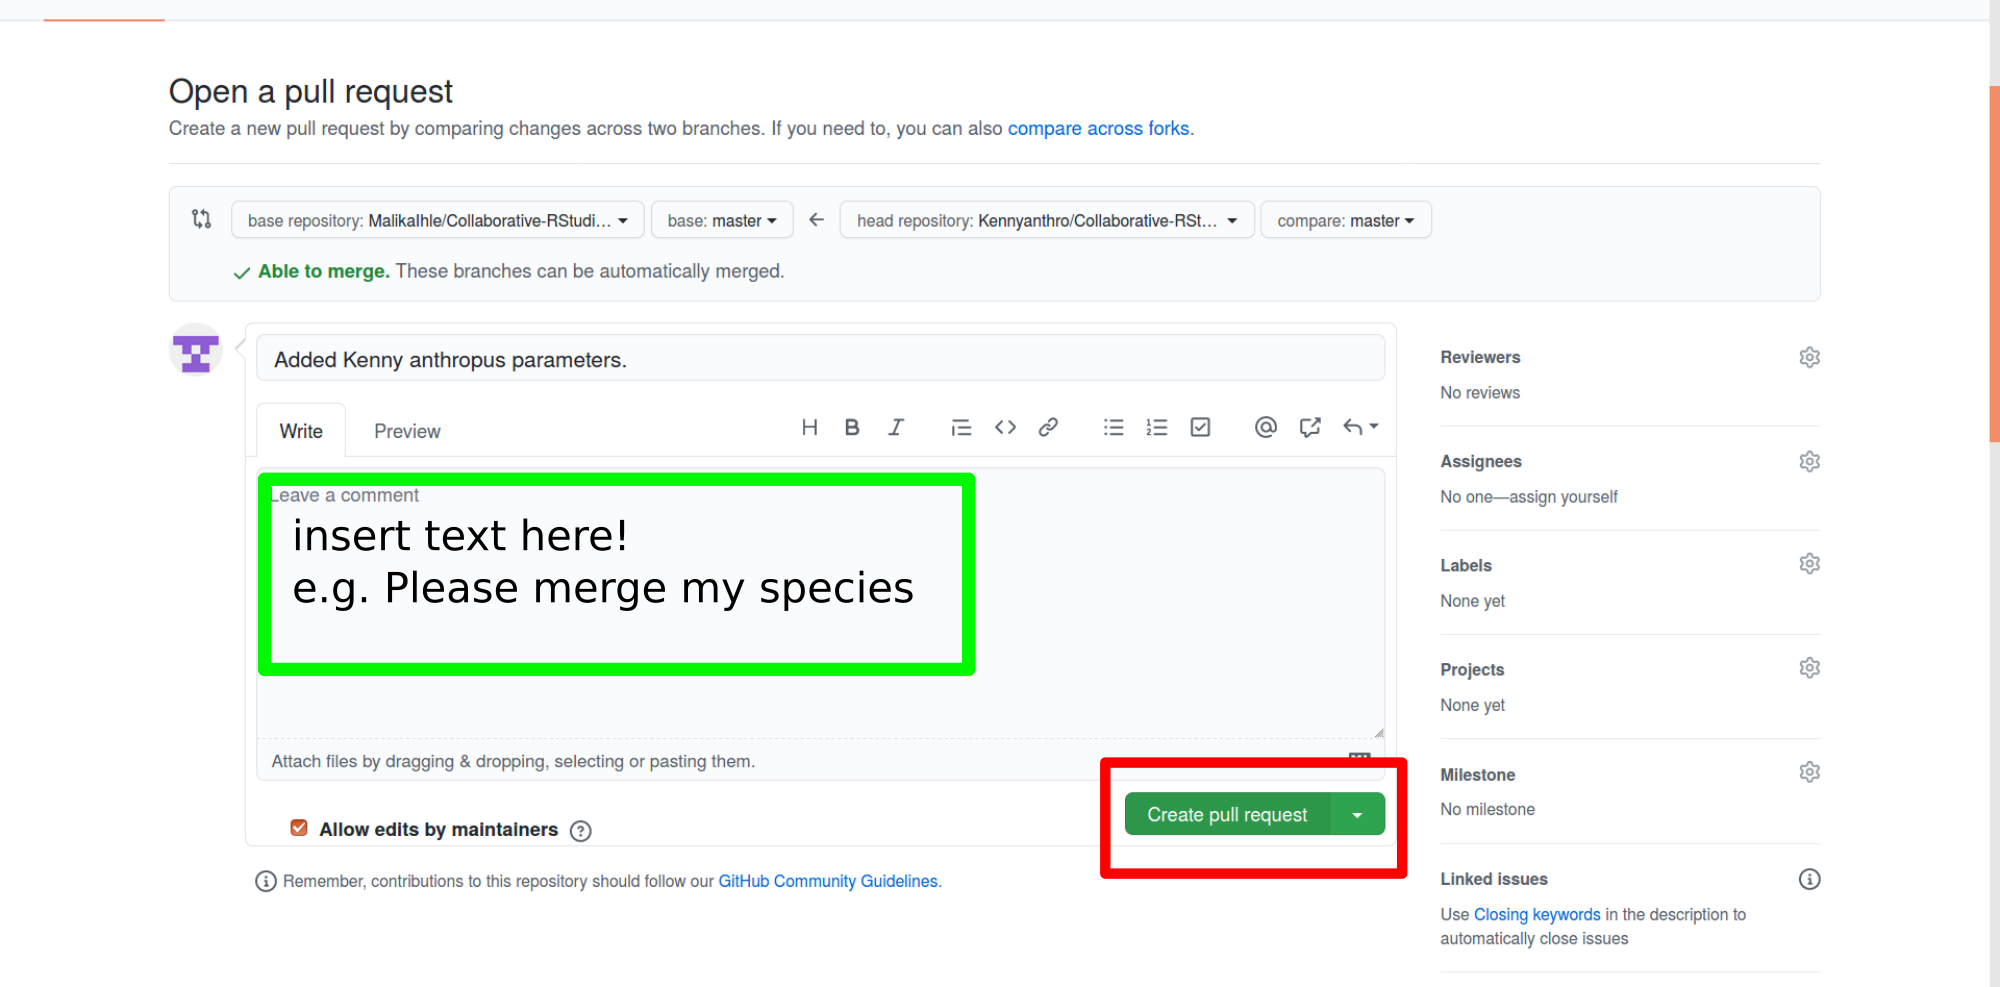 Open a pull request
Create a new pull request by comparing changes across two branches. If you need to, you can also compare across forks.
base repository: MalikaIhle/Collaborative-RStudi... base: master head repository: Kennyanthro/Collaborative-RSt... compare: master
Able to merge. These branches can be automatically merged.
Added Kenny anthropus parameters.
Write Preview
Leave a comment
insert text here!
e.g. Please merge my species
Attach files by dragging & dropping, selecting or pasting them.
Allow edits by maintainers
Create pull request
Remember, contributions to this repository should follow our GitHub Community Guidelines.
Reviewers
No reviews
Assignees
No one—assign yourself
Labels
None yet
Projects
None yet
Milestone
No milestone
Linked issues
Use Closing keywords in the description to
automatically close issues